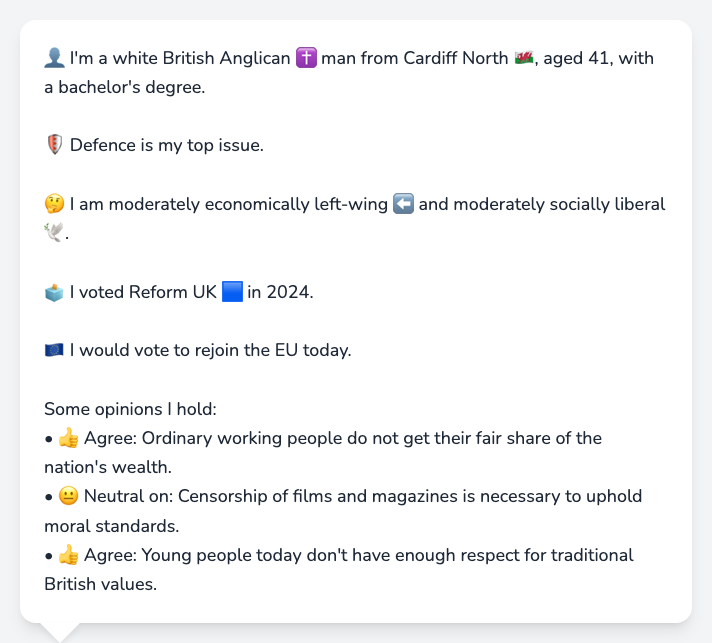 👤 I'm a white British Anglican ✝️ man from Cardiff North 🏴󠁧󠁢󠁷󠁬󠁳󠁿, aged 41, with
a bachelor's degree.
🛡️ Defence is my top issue.
🤔 I am moderately economically left-wing ⬅️ and moderately socially liberal
🕊️.
🗳️ I voted Reform UK 🟦 in 2024.
🇪🇺 I would vote to rejoin the EU today.
Some opinions I hold:
• 👍 Agree: Ordinary working people do not get their fair share of the
nation's wealth.
• 😐 Neutral on: Censorship of films and magazines is necessary to uphold
moral standards.
• 👍 Agree: Young people today don't have enough respect for traditional
British values.